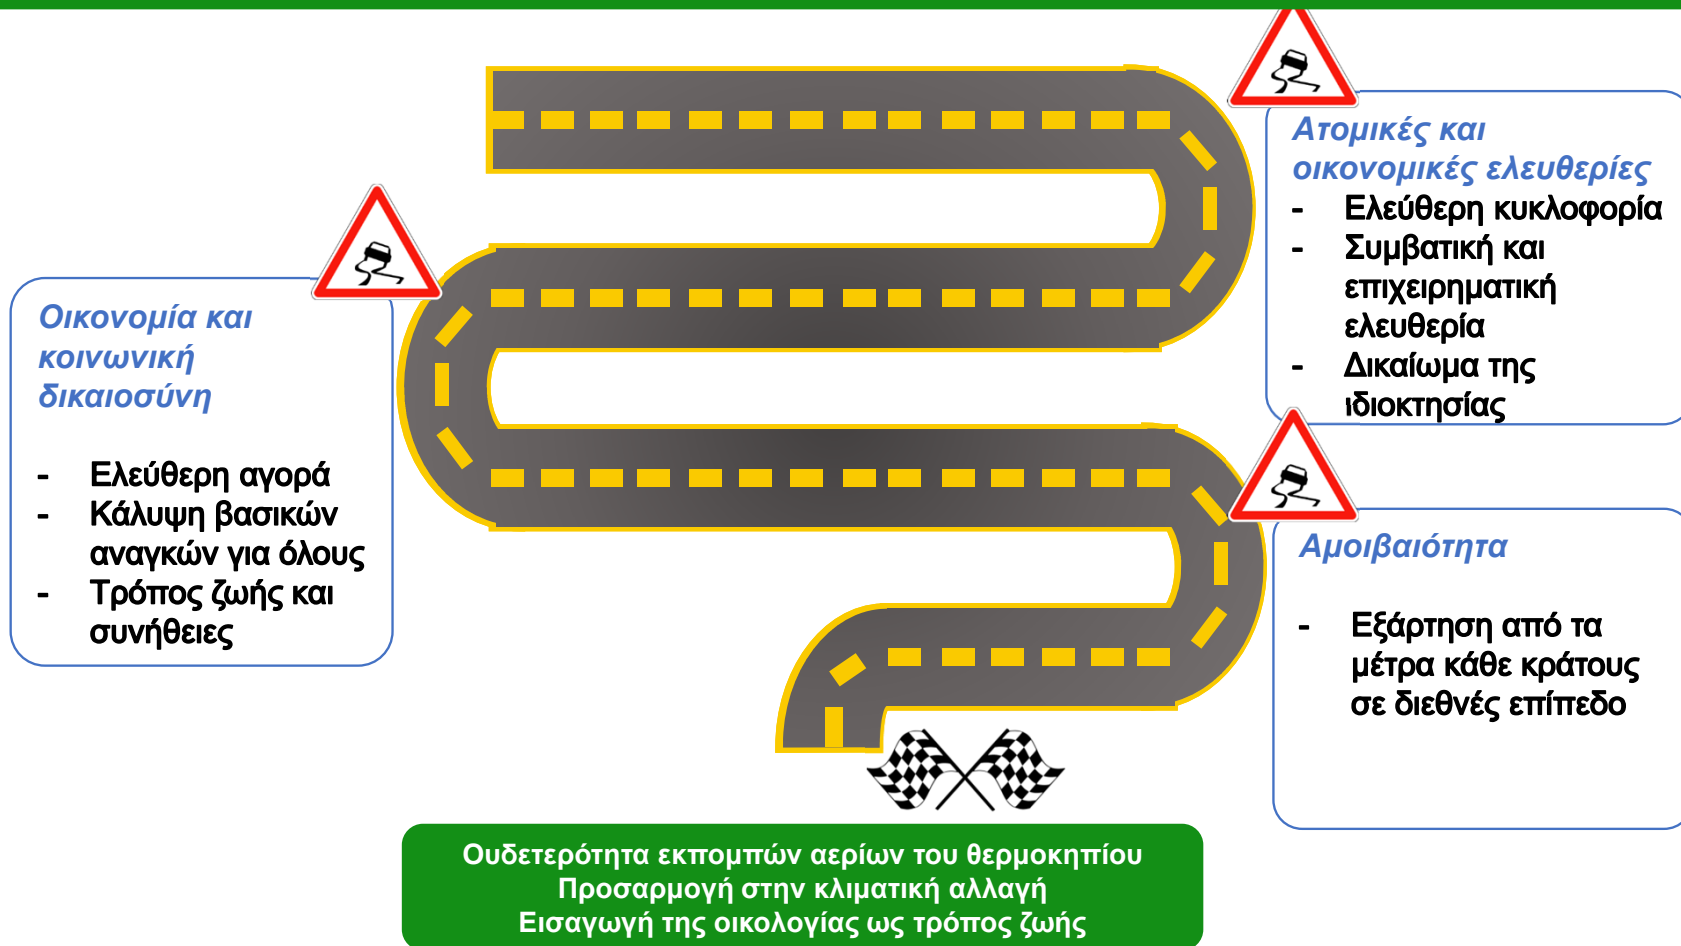 Ατομικές και
οικονομικές ελευθερίες
- Ελεύθερη κυκλοφορία
- Συμβατική και
επιχειρηματική
ελευθερία
- Δικαίωμα της
ιδιοκτησίας
Οικονομία και
κοινωνική
δικαιοσύνη
- Ελεύθερη αγορά
- Κάλυψη βασικών
αναγκών για όλους
- Τρόπος ζωής και
συνήθειες
Αμοιβαιότητα
- Εξάρτηση από τα
μέτρα κάθε κράτους
σε διεθνές επίπεδο
Ουδετερότητα εκπομπών αερίων του θερμοκηπίου
Προσαρμογή στην κλιματική αλλαγή
Εισαγωγή της οικολογίας ως τρόπος ζωής